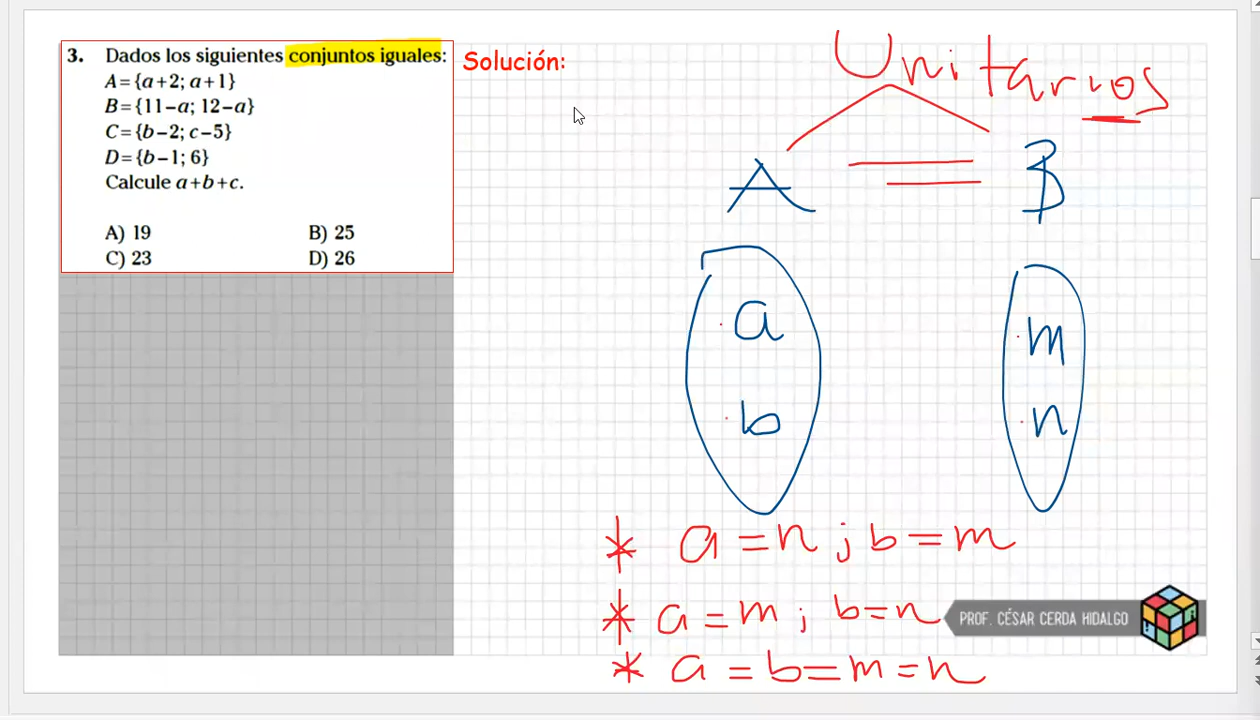 3. Dados los siguientes conjuntos iguales:
A={a+2; a+1}
B={11−a; 12−a}
C={b−2; c−5}
D={b−1; 6}
Calcule a+b+c.
A) 19 B) 25
C) 23 D) 26
Solución:
Unitarios
A = B
a m
b n
* a = n ; b = m
* a = m ; b = n
* a = b = m = n
PROF. CÉSAR CERDA HIDALGO